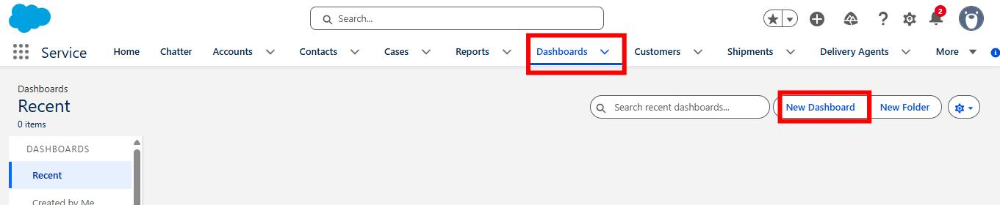 Search...
2
Service Home Chatter Accounts Contacts Cases Reports Dashboards Customers Shipments Delivery Agents More
Dashboards
Recent
0 items
Search recent dashboards... New Dashboard New Folder
DASHBOARDS
Recent
Created by Me